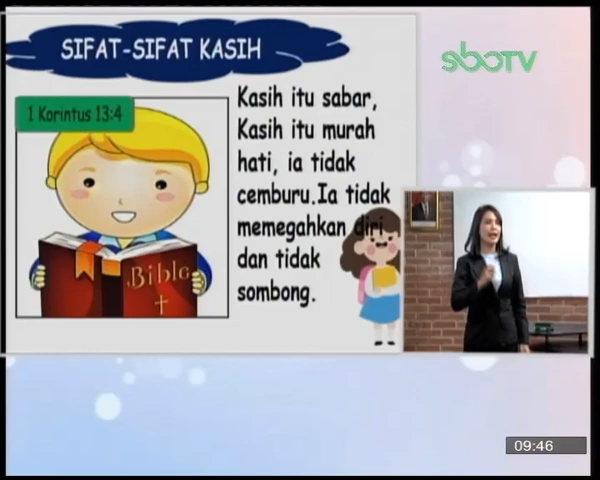 SIFAT-SIFAT KASIH
sboTV
1 Korintus 13:4
Kasih itu sabar,
Kasih itu murah
hati, ia tidak
cemburu.Ia tidak
memegahkan diri
dan tidak
sombong.
Bible
09:46